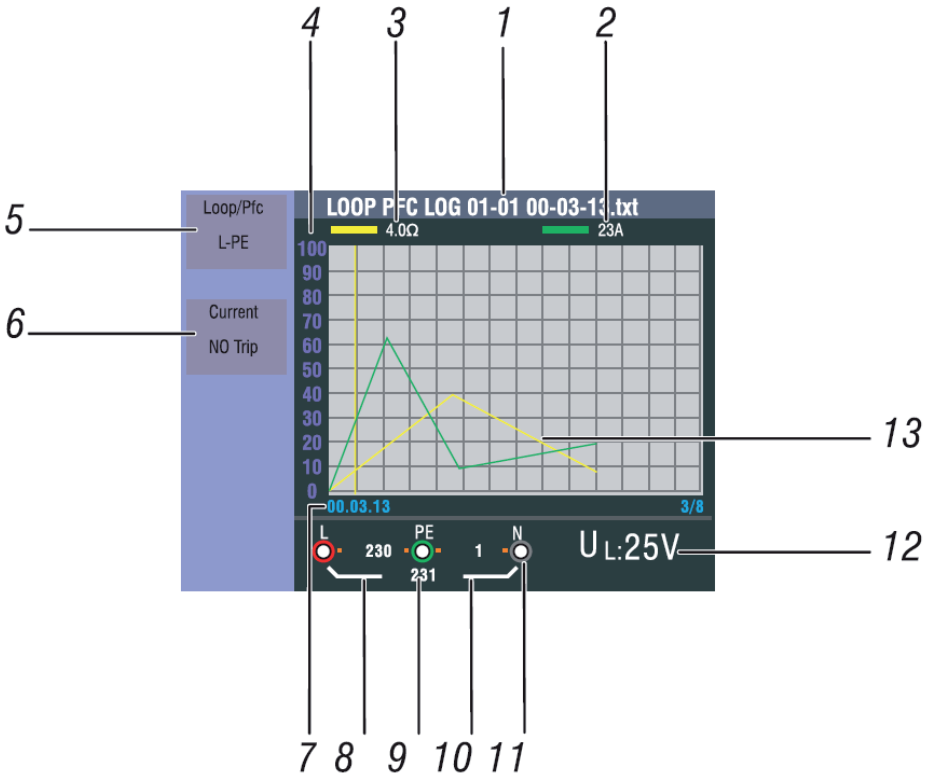 4 3 1 2
LOOP PFC LOG 01-01 00-03-13.txt
4.0Ω 23A
5
Loop/Pfc
L-PE
6
Current
NO Trip
100
90
80
70
60
50
40
30
20
10
0
13
00.03.13 3/8
L PE N
230 1
231
UL:25V
12
7 8 9 10 11